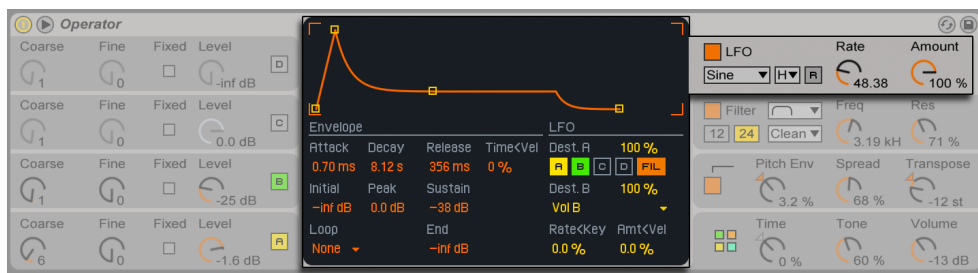 Operator
Coarse Fine Fixed Level
1 0 -inf dB D
Coarse Fine Fixed Level
1 0 0.0 dB C
Coarse Fine Fixed Level
1 0 -25 dB B
Coarse Fine Fixed Level
6 0 -1.6 dB A
Envelope
Attack Decay Release Time<Vel
0.70 ms 8.12 s 356 ms 0 %
Initial Peak Sustain
-inf dB 0.0 dB -38 dB
Loop End
None -inf dB
LFO
Dest. A 100 %
A B C D FIL
Dest. B 100 %
Vol B
Rate<Key Amt<Vel
0.0 % 0.0 %
LFO Rate Amount
Sine H R 48.38 100 %
Filter Freq Res
12 24 Clean 3.19 kH 71 %
Pitch Env Spread Transpose
3.2 % 68 % -12 st
Time Tone Volume
0 % 60 % -13 dB